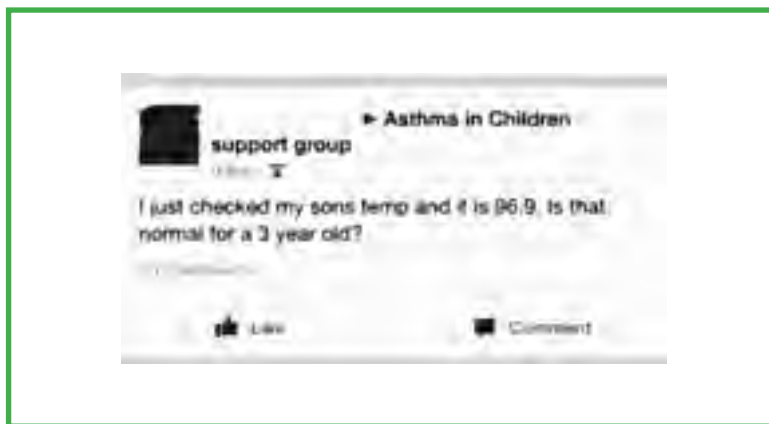 ▸ Asthma in Children
support group
I just checked my sons temp and it is 96.9. Is that
normal for a 3 year old?
Like Comment